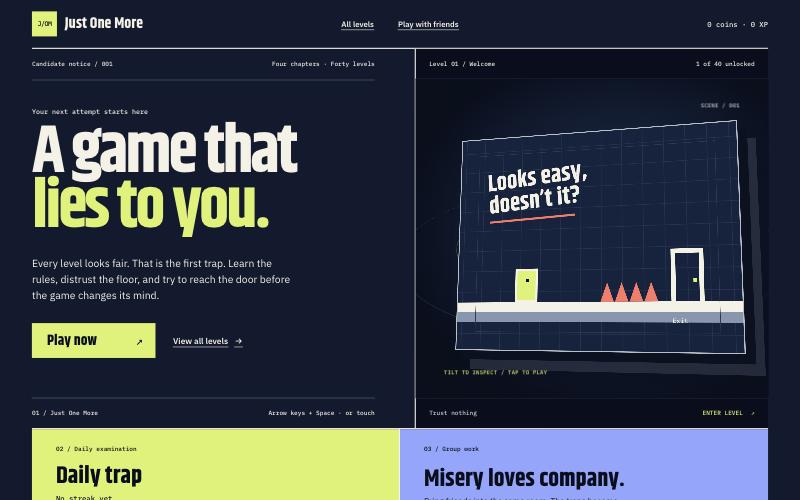 J/OM
Just One More
All levels
Play with friends
0 coins · 0 XP
Candidate notice / 001
Four chapters · Forty levels
Level 01 / Welcome
1 of 40 unlocked
Your next attempt starts here
SCENE / 001
A game that
lies to you.
Looks easy,
doesn't it?
Every level looks fair. That is the first trap. Learn the
rules, distrust the floor, and try to reach the door before
the game changes its mind.
Exit
Play now ↗
View all levels →
TILT TO INSPECT / TAP TO PLAY
01 / Just One More
Arrow keys + Space · or touch
Trust nothing
ENTER LEVEL ↗
02 / Daily examination
Daily trap
No streak yet
03 / Group work
Misery loves company.